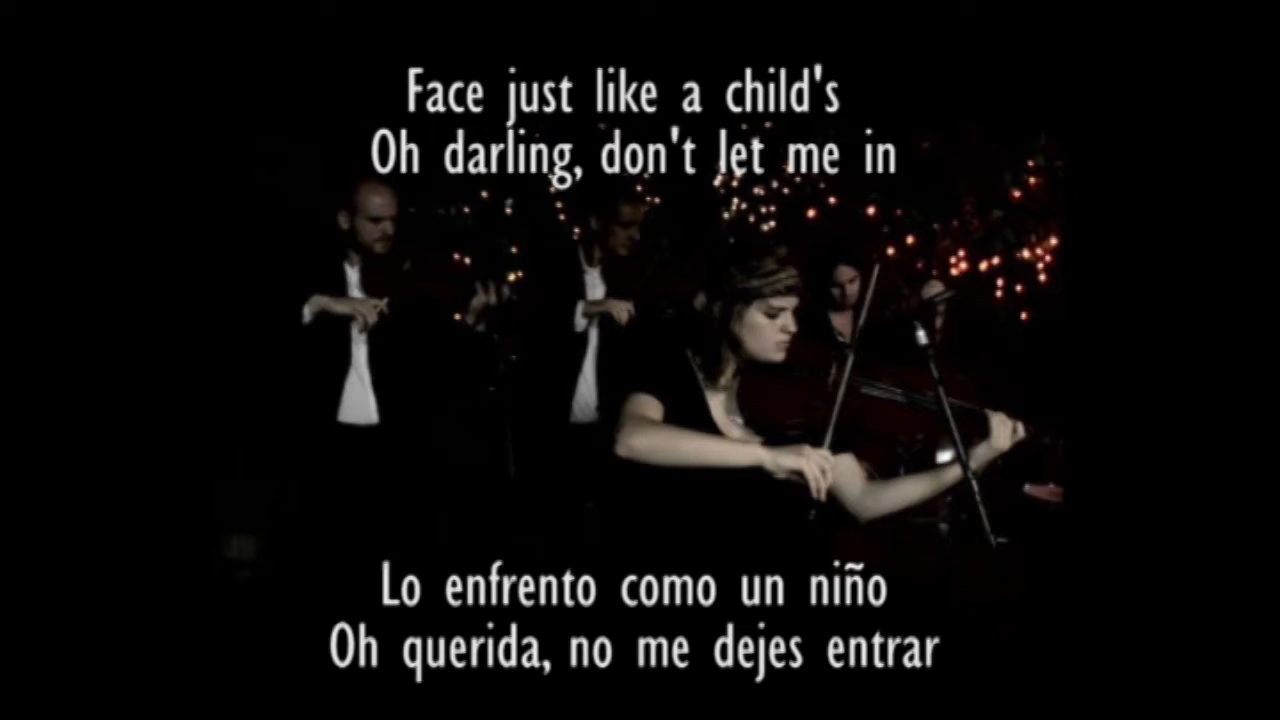 Face just like a child's
Oh darling, don't let me in
Lo enfrento como un niño
Oh querida, no me dejes entrar